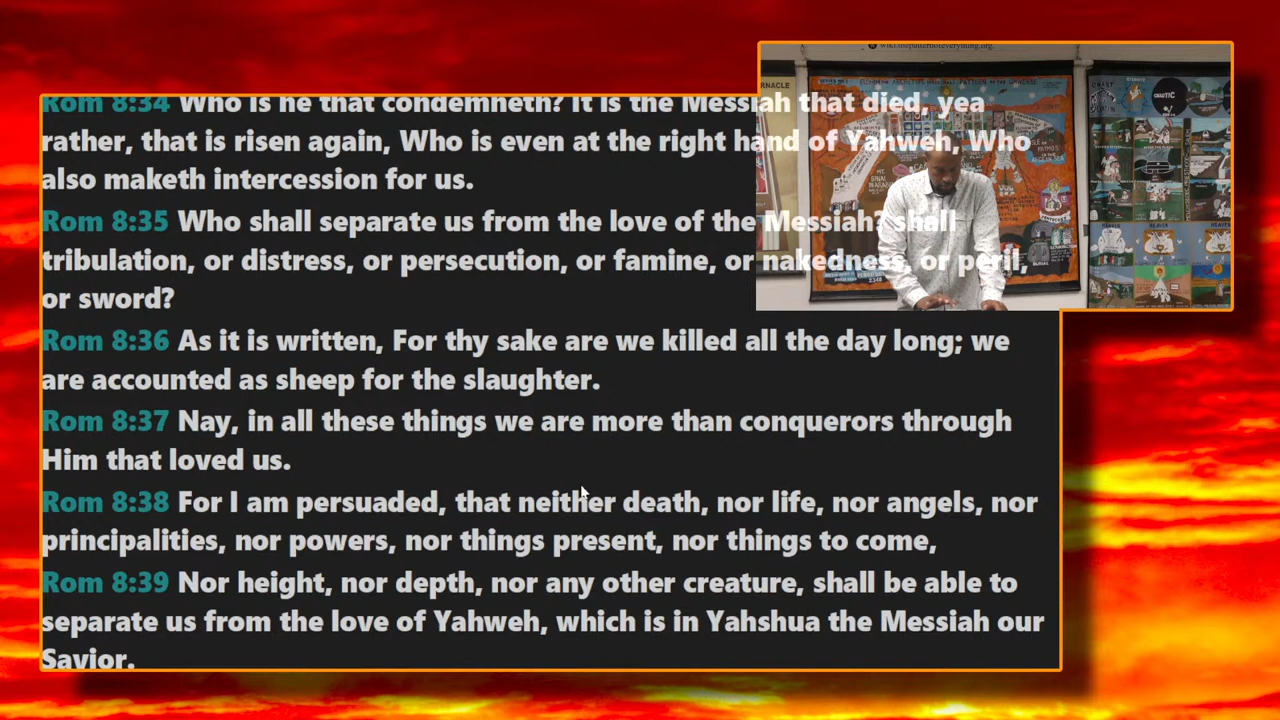 wiki.thepatternofeverything.org
Rom 8:34 Who is he that condemneth? It is the Messiah that died, yea
rather, that is risen again, Who is even at the right hand of Yahweh, Who
also maketh intercession for us.
Rom 8:35 Who shall separate us from the love of the Messiah? shall
tribulation, or distress, or persecution, or famine, or nakedness, or peril,
or sword?
Rom 8:36 As it is written, For thy sake are we killed all the day long; we
are accounted as sheep for the slaughter.
Rom 8:37 Nay, in all these things we are more than conquerors through
Him that loved us.
Rom 8:38 For I am persuaded, that neither death, nor life, nor angels, nor
principalities, nor powers, nor things present, nor things to come,
Rom 8:39 Nor height, nor depth, nor any other creature, shall be able to
separate us from the love of Yahweh, which is in Yahshua the Messiah our
Savior.